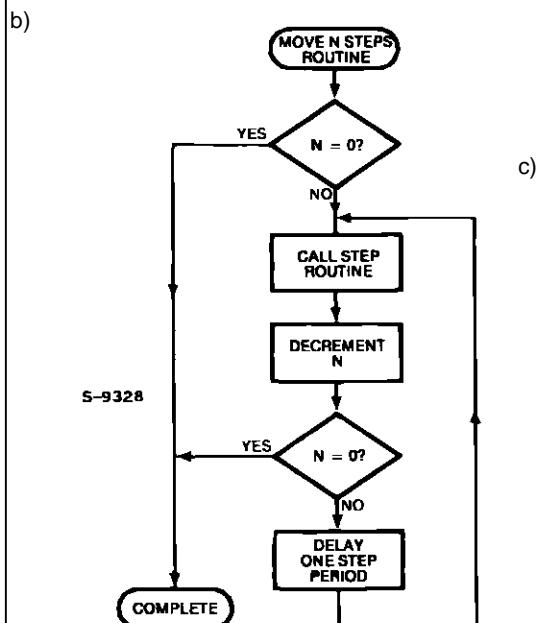 b)
MOVE N STEPS
ROUTINE
YES
N = 0?
c)
NO
CALL STEP
ROUTINE
DECREMENT
N
S-9328
YES
N = 0?
NO
DELAY
ONE STEP
PERIOD
COMPLETE